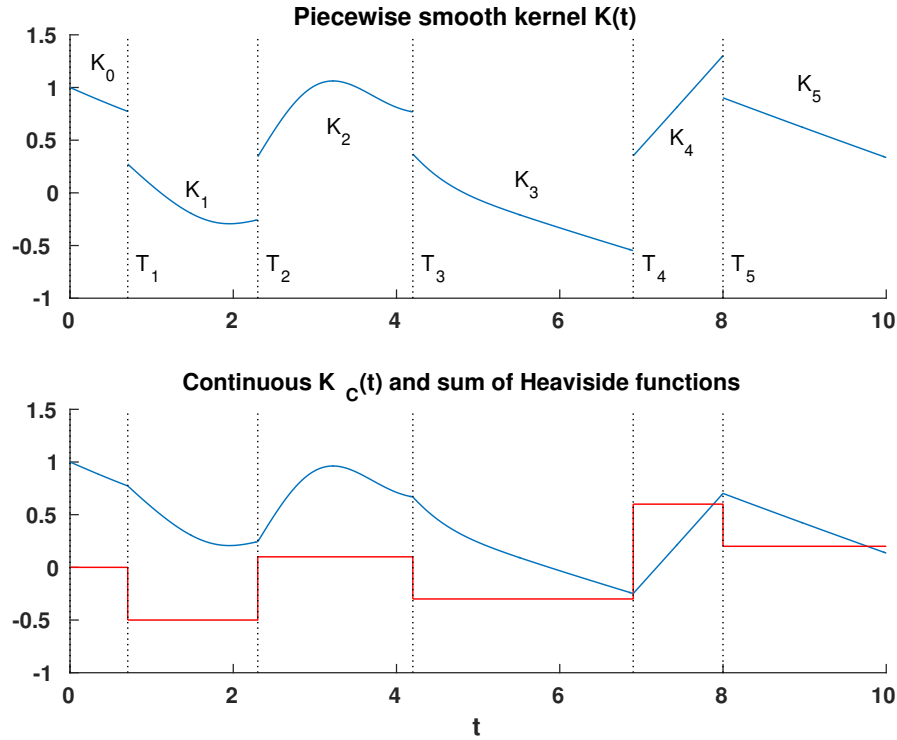 Piecewise smooth kernel K(t)
1.5
1
0.5
0
-0.5
-1
K0
K1
K2
K3
K4
K5
T1
T2
T3
T4
T5
0 2 4 6 8 10
Continuous K C(t) and sum of Heaviside functions
1.5
1
0.5
0
-0.5
-1
0 2 4 6 8 10
t